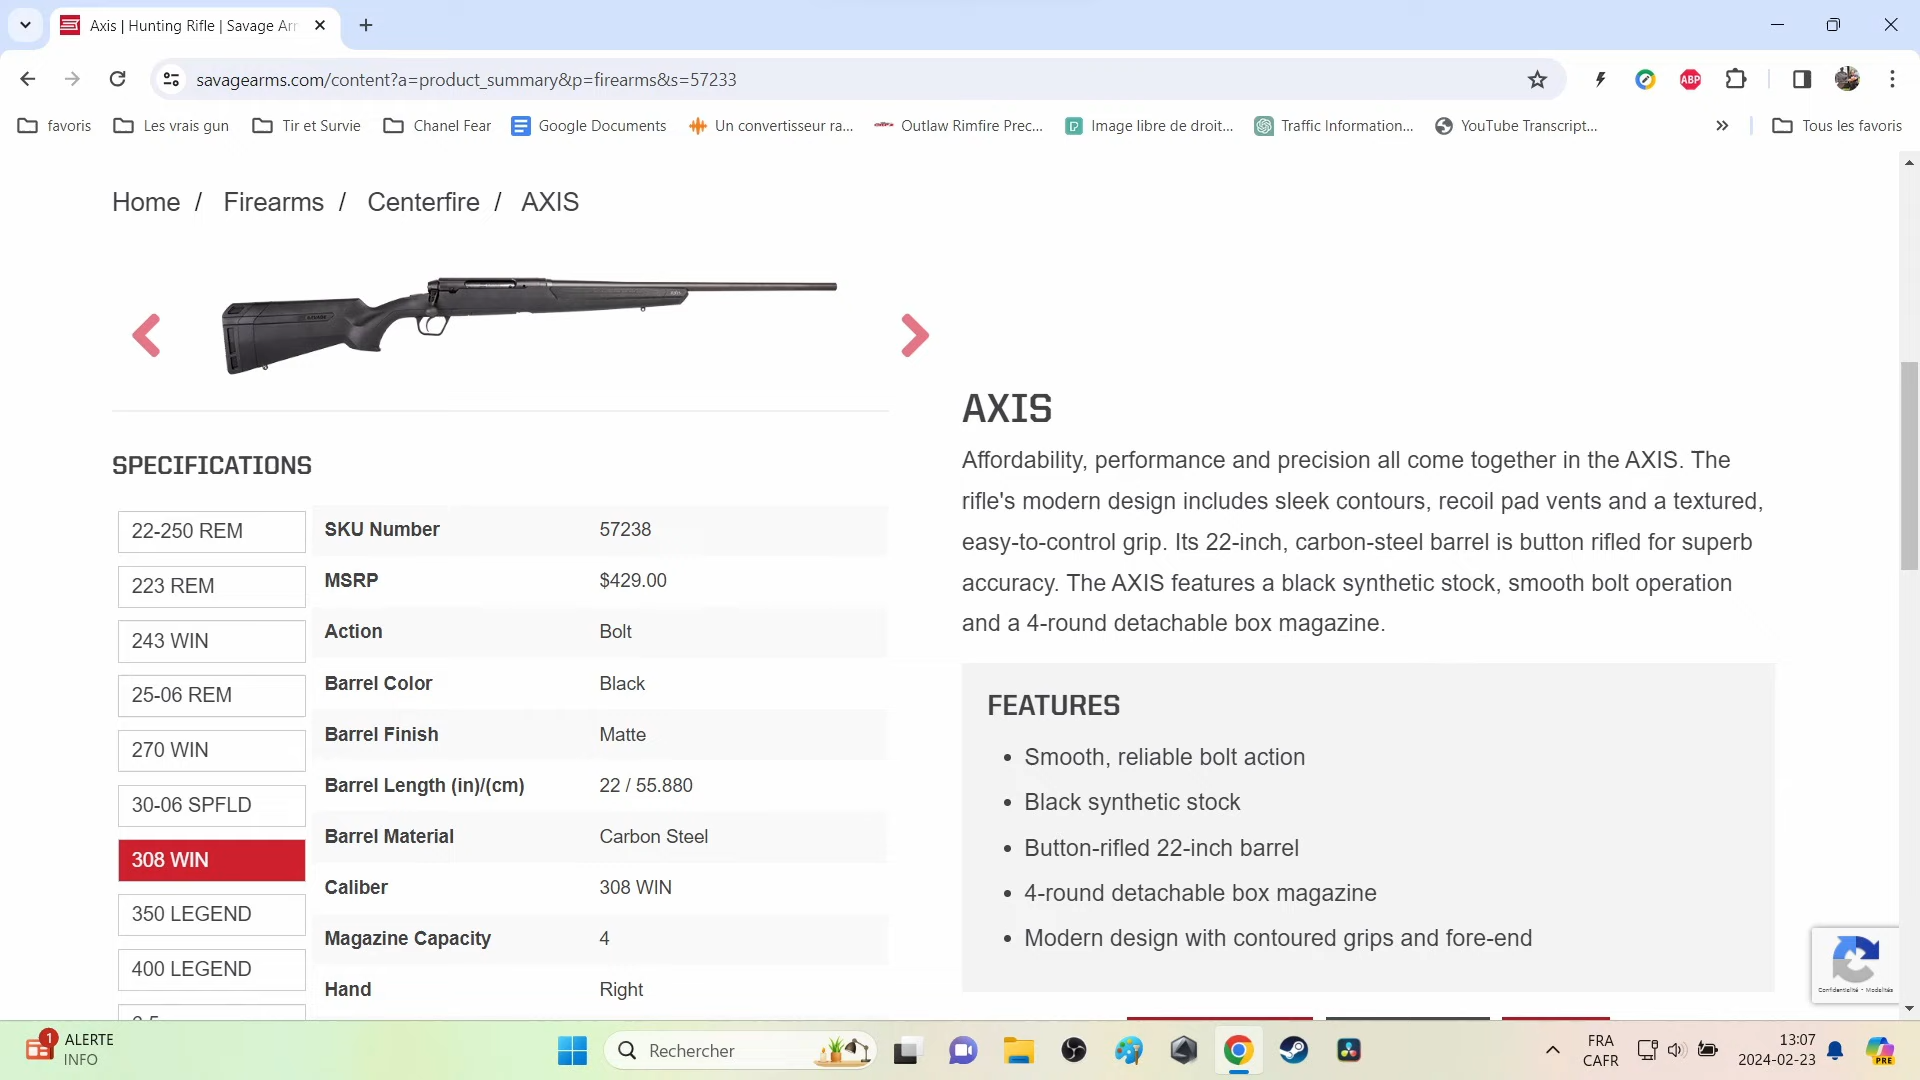 Axis | Hunting Rifle | Savage Arr
savagearms.com/content?a=product_summary&p=firearms&s=57233
ABP
favoris
Les vrais gun
Tir et Survie
Chanel Fear
Google Documents
Un convertisseur ra...
Outlaw Rimfire Prec...
Image libre de droit...
Traffic Information...
YouTube Transcript...
Tous les favoris
Home / Firearms / Centerfire / AXIS
AXIS
Affordability, performance and precision all come together in the AXIS. The
rifle's modern design includes sleek contours, recoil pad vents and a textured,
easy-to-control grip. Its 22-inch, carbon-steel barrel is button rifled for superb
accuracy. The AXIS features a black synthetic stock, smooth bolt operation
and a 4-round detachable box magazine.
SPECIFICATIONS
22-250 REM
223 REM
243 WIN
25-06 REM
270 WIN
30-06 SPFLD
308 WIN
350 LEGEND
400 LEGEND
SKU Number 57238
MSRP $429.00
Action Bolt
Barrel Color Black
Barrel Finish Matte
Barrel Length (in)/(cm) 22 / 55.880
Barrel Material Carbon Steel
Caliber 308 WIN
Magazine Capacity 4
Hand Right
FEATURES
• Smooth, reliable bolt action
• Black synthetic stock
• Button-rifled 22-inch barrel
• 4-round detachable box magazine
• Modern design with contoured grips and fore-end
Confidentialité - Modalités
1
ALERTE
INFO
Rechercher
FRA
CAFR
13:07
2024-02-23
PRE